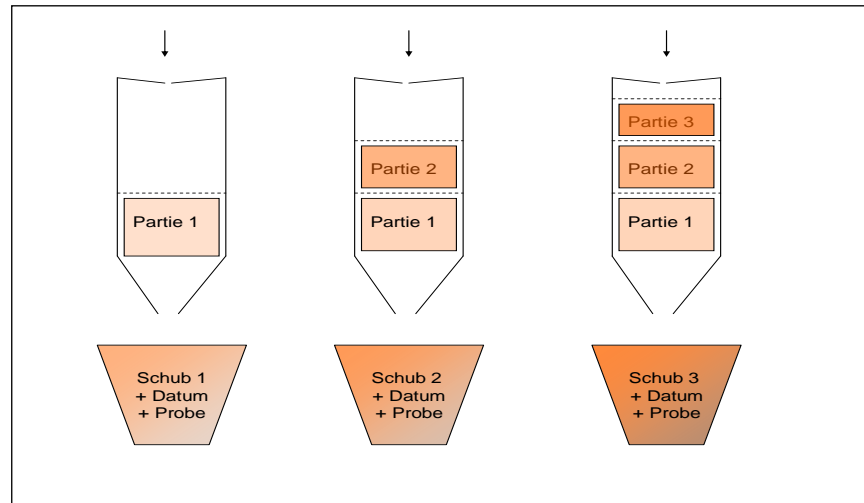 Partie 3
Partie 2
Partie 2
Partie 1
Partie 1
Partie 1
Schub 1
+ Datum
+ Probe
Schub 2
+ Datum
+ Probe
Schub 3
+ Datum
+ Probe